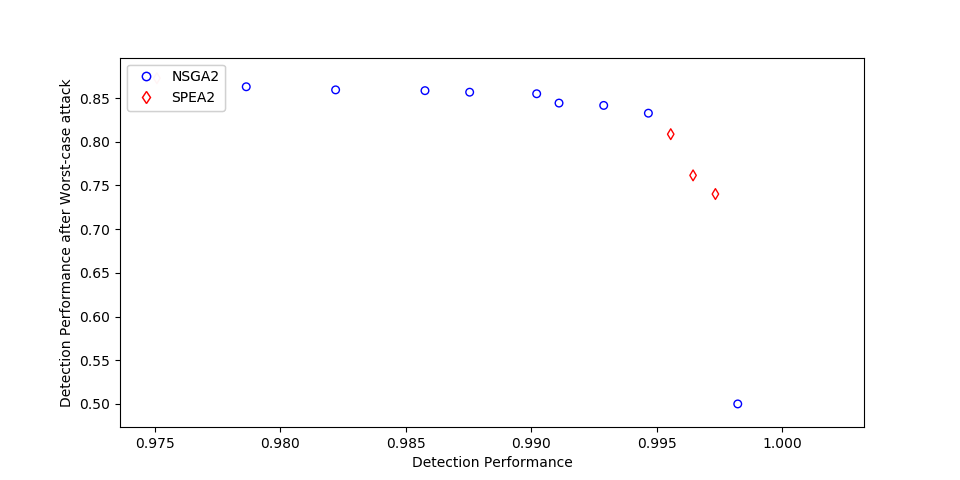 NSGA2
SPEA2
Detection Performance after Worst-case attack
0.85
0.80
0.75
0.70
0.65
0.60
0.55
0.50
0.975 0.980 0.985 0.990 0.995 1.000
Detection Performance